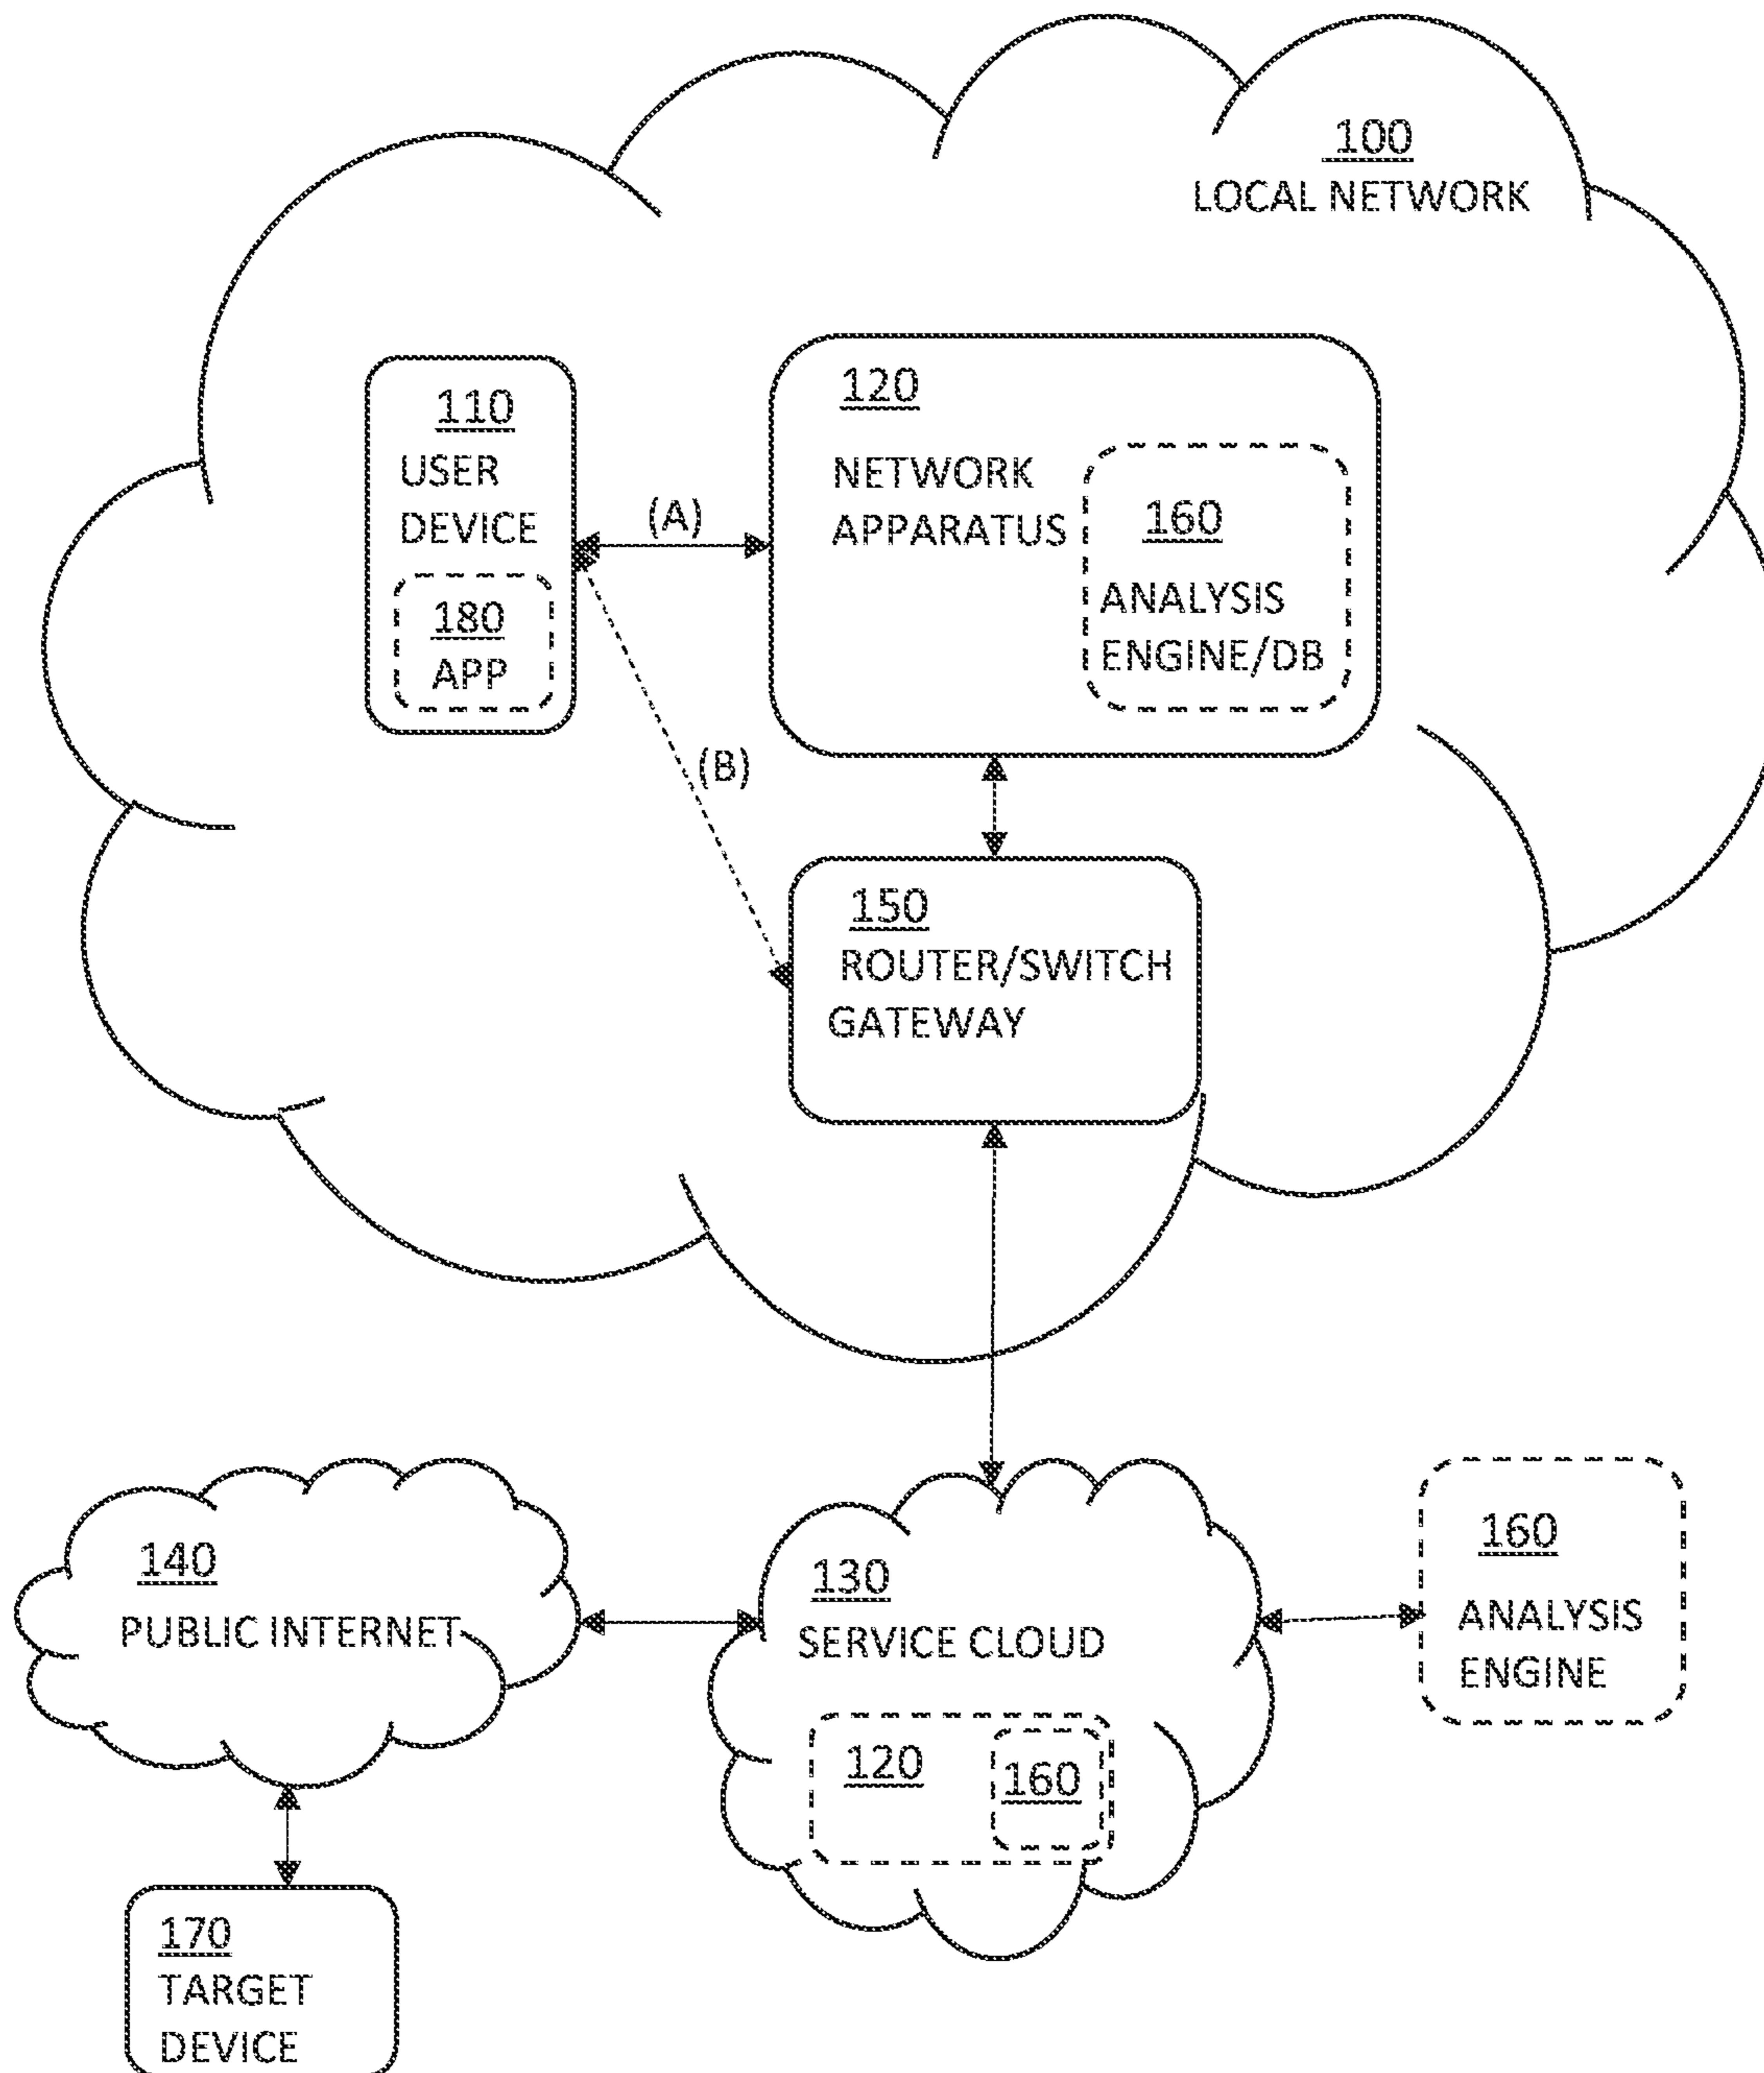 100
LOCAL NETWORK
110
USER
DEVICE
180
APP
(A)
120
NETWORK
APPARATUS
160
ANALYSIS
ENGINE/DB
(B)
150
ROUTER/SWITCH
GATEWAY
140
PUBLIC INTERNET
130
SERVICE CLOUD
120
160
160
ANALYSIS
ENGINE
170
TARGET
DEVICE